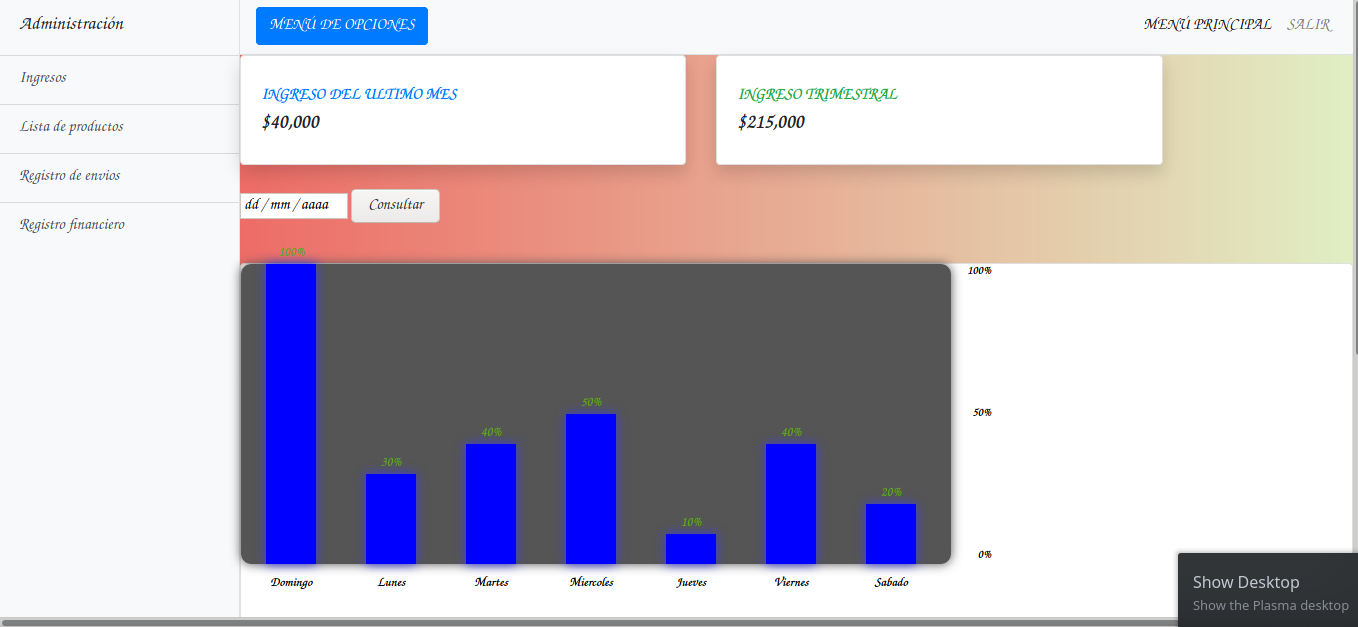 Administración
MENÚ DE OPCIONES
MENÚ PRINCIPAL SALIR
Ingresos
Lista de productos
Registro de envios
Registro financiero
INGRESO DEL ULTIMO MES
$40,000
INGRESO TRIMESTRAL
$215,000
dd / mm / aaaa
Consultar
100%
30%
40%
50%
10%
40%
20%
100%
50%
0%
Domingo Lunes Martes Miercoles Jueves Viernes Sabado
Show Desktop
Show the Plasma desktop